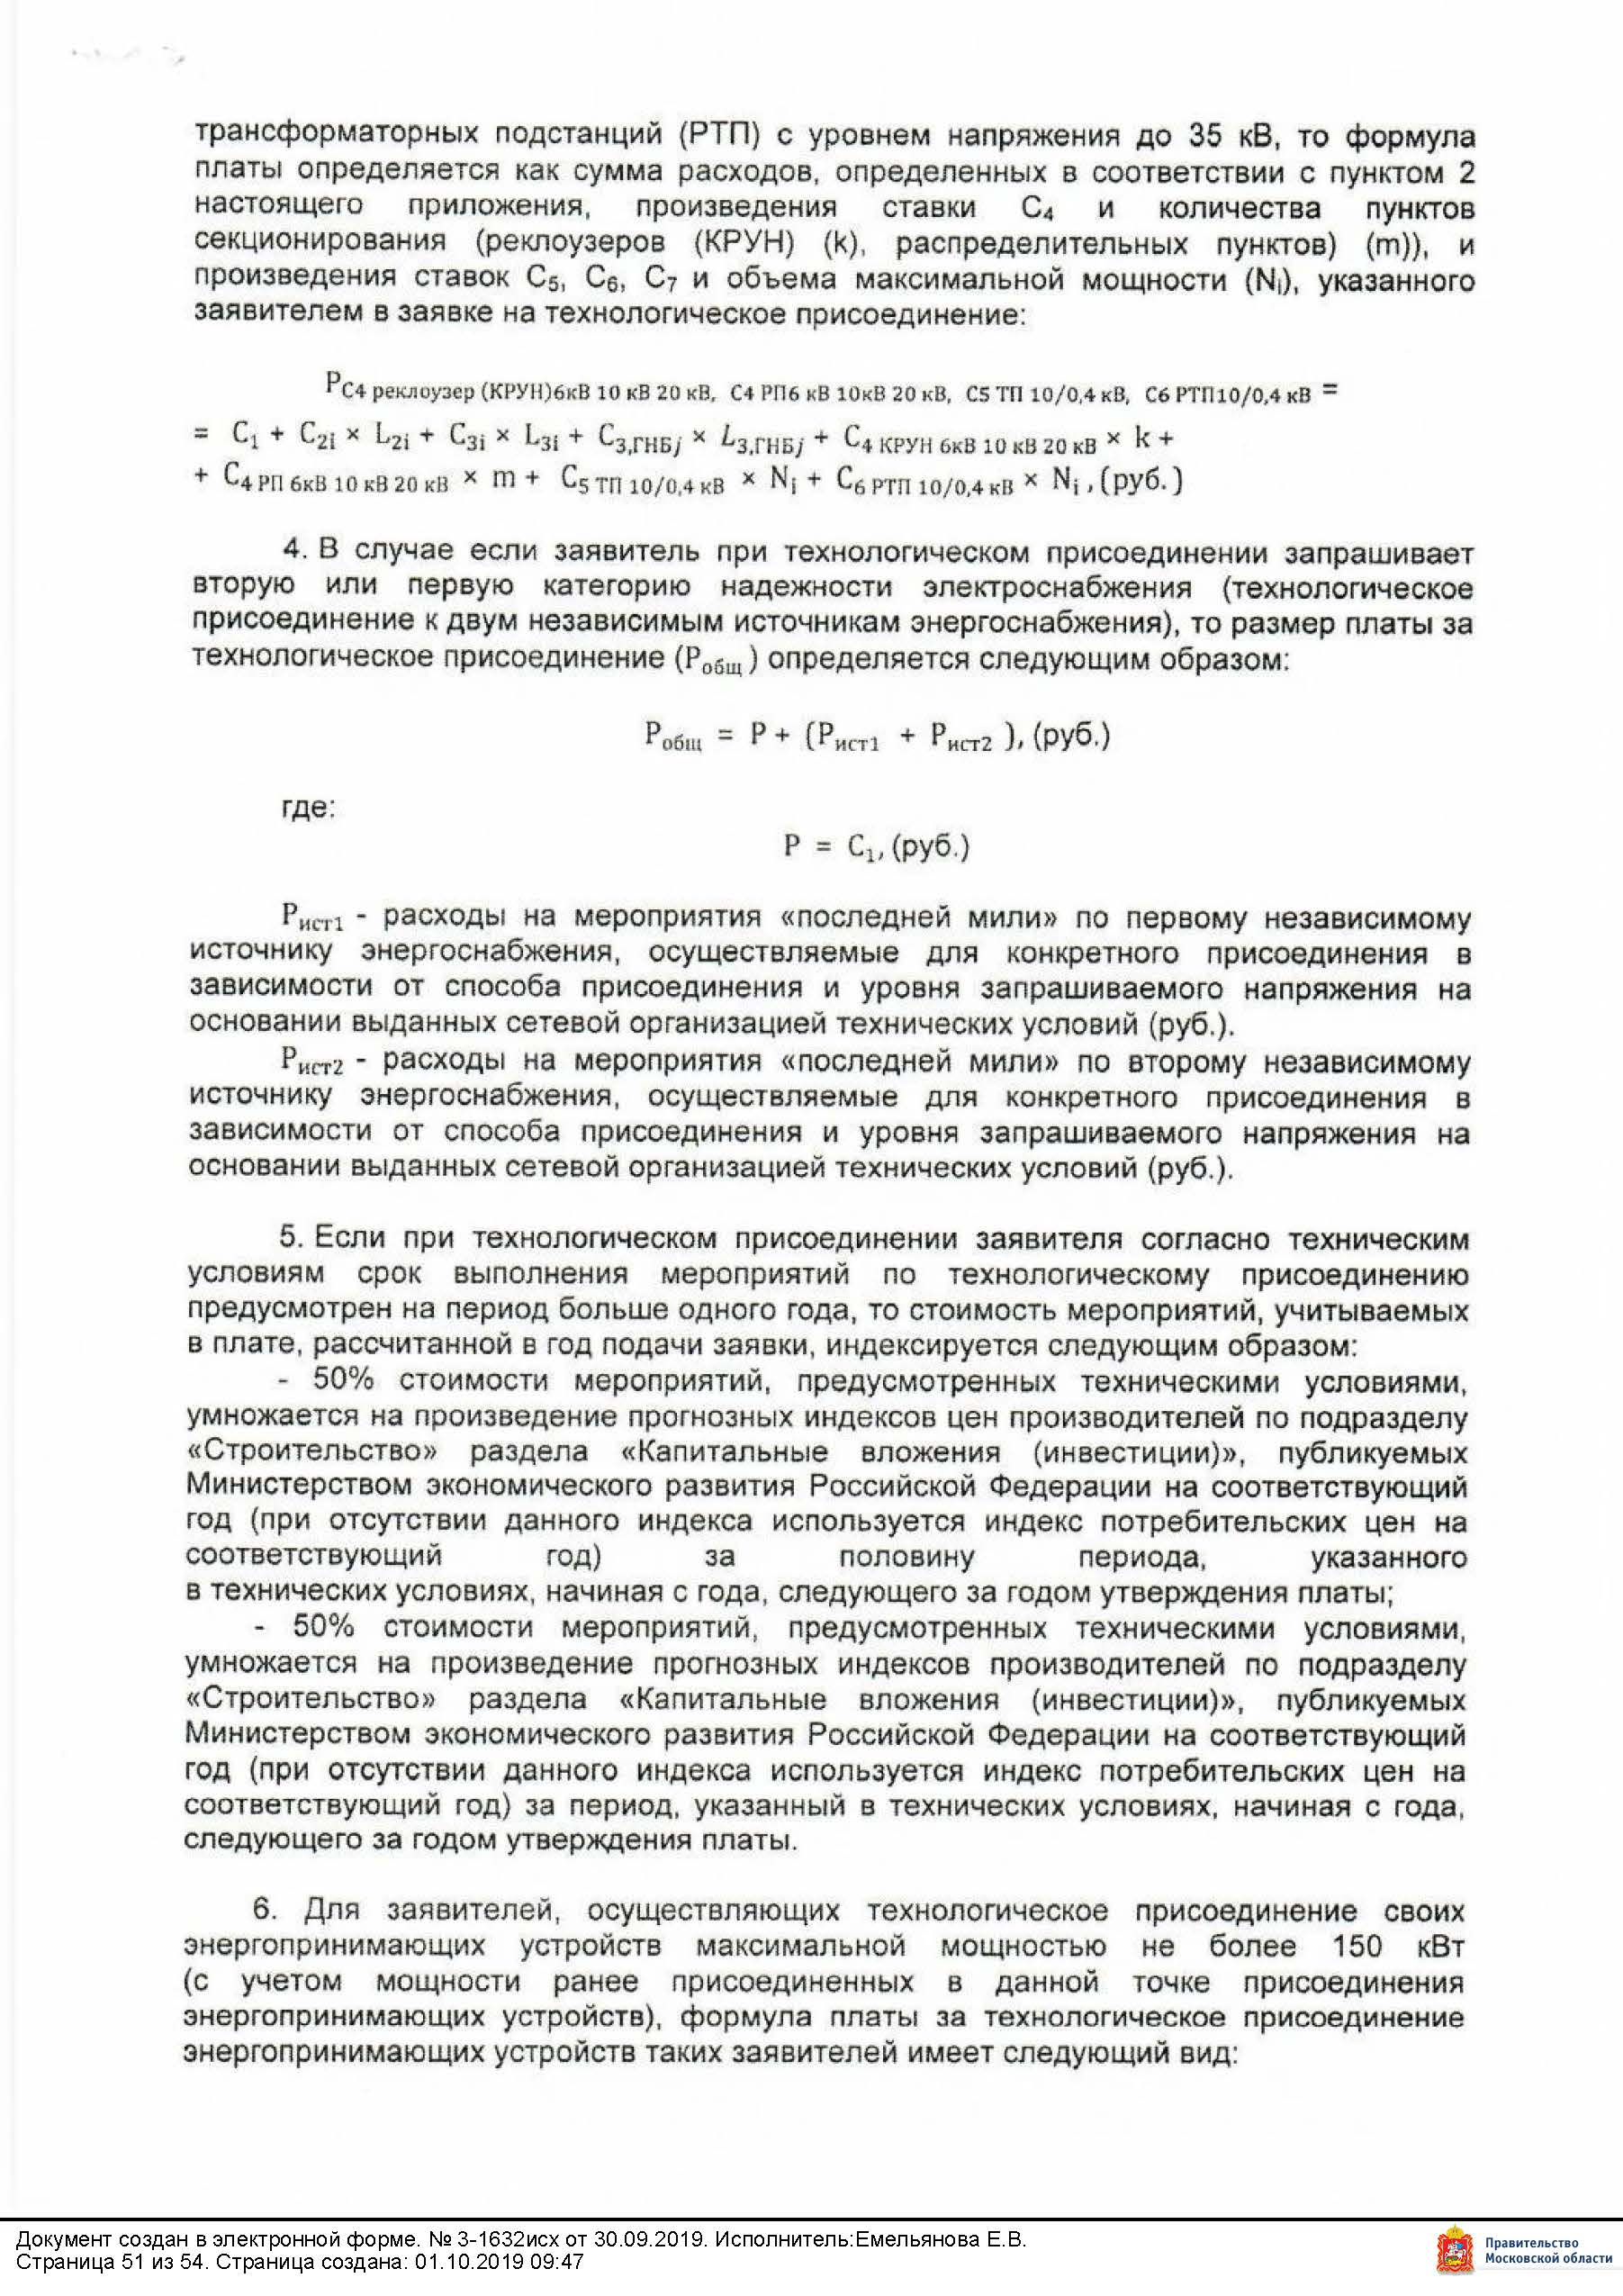 трансформаторных подстанций (РТП) с уровнем напряжения до 35 кВ, то формула
платы определяется как сумма расходов, определенных в соответствии с пунктом 2
настоящего приложения, произведения ставки С₄ и количества пунктов
секционирования (реклоузеров (КРУН) (k), распределительных пунктов) (m)), и
произведения ставок С₅, С₆, С₇ и объема максимальной мощности (Nᵢ), указанного
заявителем в заявке на технологическое присоединение:
P С4 реклоузер (КРУН)6кВ 10 кВ 20 кВ, С4 РП6 кВ 10кВ 20 кВ, С5 ТП 10/0,4 кВ, С6 РТП10/0,4 кВ =
= C₁ + C₂ᵢ × L₂ᵢ + C₃ᵢ × L₃ᵢ + C₃,ГНБj × L₃,ГНБj + C₄ КРУН 6кВ 10 кВ 20 кВ × k +
+ C₄ РП 6кВ 10 кВ 20 кВ × m + C₅ ТП 10/0,4 кВ × Nᵢ + C₆ РТП 10/0,4 кВ × Nᵢ , (руб.)
4. В случае если заявитель при технологическом присоединении запрашивает
вторую или первую категорию надежности электроснабжения (технологическое
присоединение к двум независимым источникам энергоснабжения), то размер платы за
технологическое присоединение (Робщ ) определяется следующим образом:
Робщ = Р + (Рист1 + Рист2 ), (руб.)
где:
Р = С₁, (руб.)
Рист1 - расходы на мероприятия «последней мили» по первому независимому
источнику энергоснабжения, осуществляемые для конкретного присоединения в
зависимости от способа присоединения и уровня запрашиваемого напряжения на
основании выданных сетевой организацией технических условий (руб.).
Рист2 - расходы на мероприятия «последней мили» по второму независимому
источнику энергоснабжения, осуществляемые для конкретного присоединения в
зависимости от способа присоединения и уровня запрашиваемого напряжения на
основании выданных сетевой организацией технических условий (руб.).
5. Если при технологическом присоединении заявителя согласно техническим
условиям срок выполнения мероприятий по технологическому присоединению
предусмотрен на период больше одного года, то стоимость мероприятий, учитываемых
в плате, рассчитанной в год подачи заявки, индексируется следующим образом:
- 50% стоимости мероприятий, предусмотренных техническими условиями,
умножается на произведение прогнозных индексов цен производителей по подразделу
«Строительство» раздела «Капитальные вложения (инвестиции)», публикуемых
Министерством экономического развития Российской Федерации на соответствующий
год (при отсутствии данного индекса используется индекс потребительских цен на
соответствующий год) за половину периода, указанного
в технических условиях, начиная с года, следующего за годом утверждения платы;
- 50% стоимости мероприятий, предусмотренных техническими условиями,
умножается на произведение прогнозных индексов производителей по подразделу
«Строительство» раздела «Капитальные вложения (инвестиции)», публикуемых
Министерством экономического развития Российской Федерации на соответствующий
год (при отсутствии данного индекса используется индекс потребительских цен на
соответствующий год) за период, указанный в технических условиях, начиная с года,
следующего за годом утверждения платы.
6. Для заявителей, осуществляющих технологическое присоединение своих
энергопринимающих устройств максимальной мощностью не более 150 кВт
(с учетом мощности ранее присоединенных в данной точке присоединения
энергопринимающих устройств), формула платы за технологическое присоединение
энергопринимающих устройств таких заявителей имеет следующий вид:
Документ создан в электронной форме. № 3-1632исх от 30.09.2019. Исполнитель:Емельянова Е.В.
Страница 51 из 54. Страница создана: 01.10.2019 09:47
Правительство
Московской области